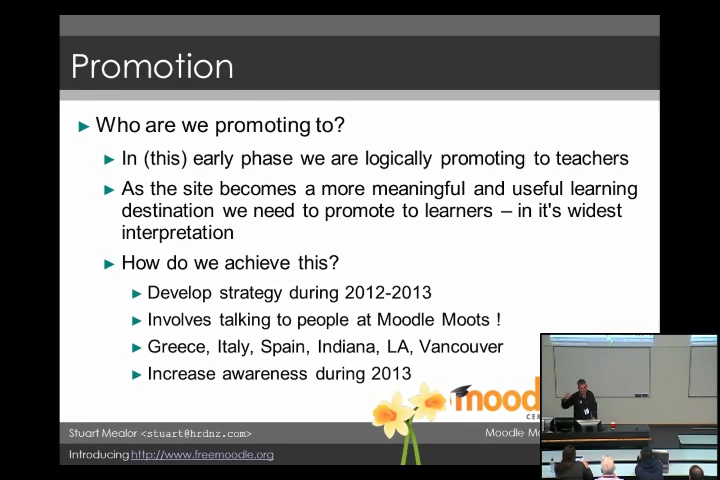 Promotion
Who are we promoting to?
In (this) early phase we are logically promoting to teachers
As the site becomes a more meaningful and useful learning
destination we need to promote to learners – in it's widest
interpretation
How do we achieve this?
Develop strategy during 2012-2013
Involves talking to people at Moodle Moots !
Greece, Italy, Spain, Indiana, LA, Vancouver
Increase awareness during 2013
Stuart Mealor <stuart@hrdnz.com>
Moodle
Introducing http://www.freemoodle.org